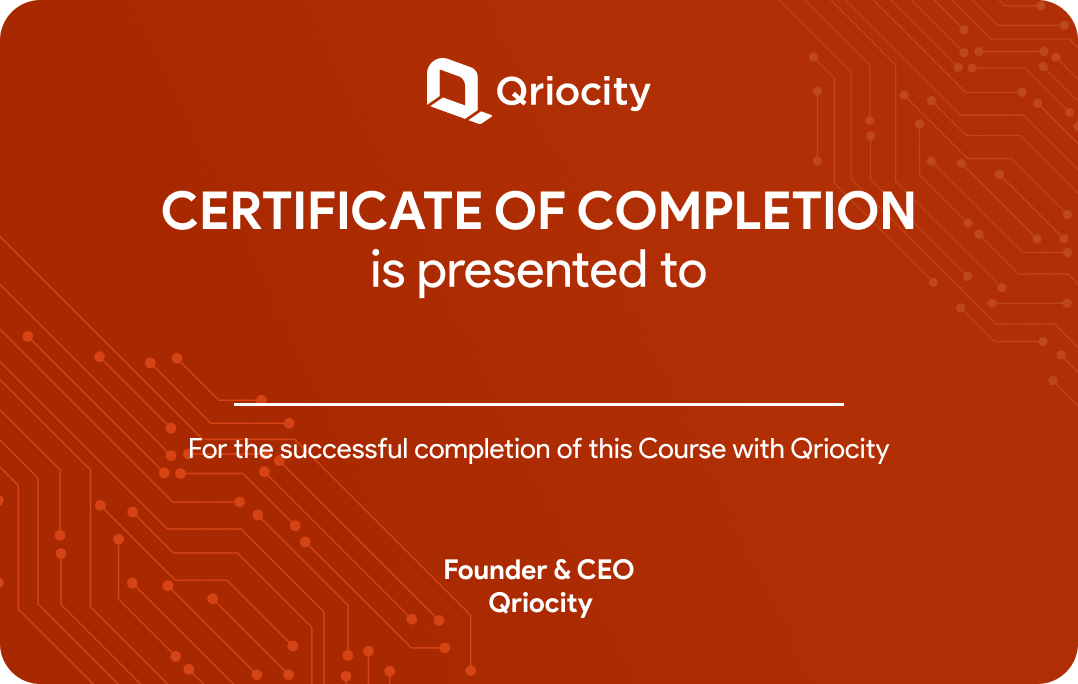 Qriocity
CERTIFICATE OF COMPLETION
is presented to
For the successful completion of this Course with Qriocity
Founder & CEO
Qriocity